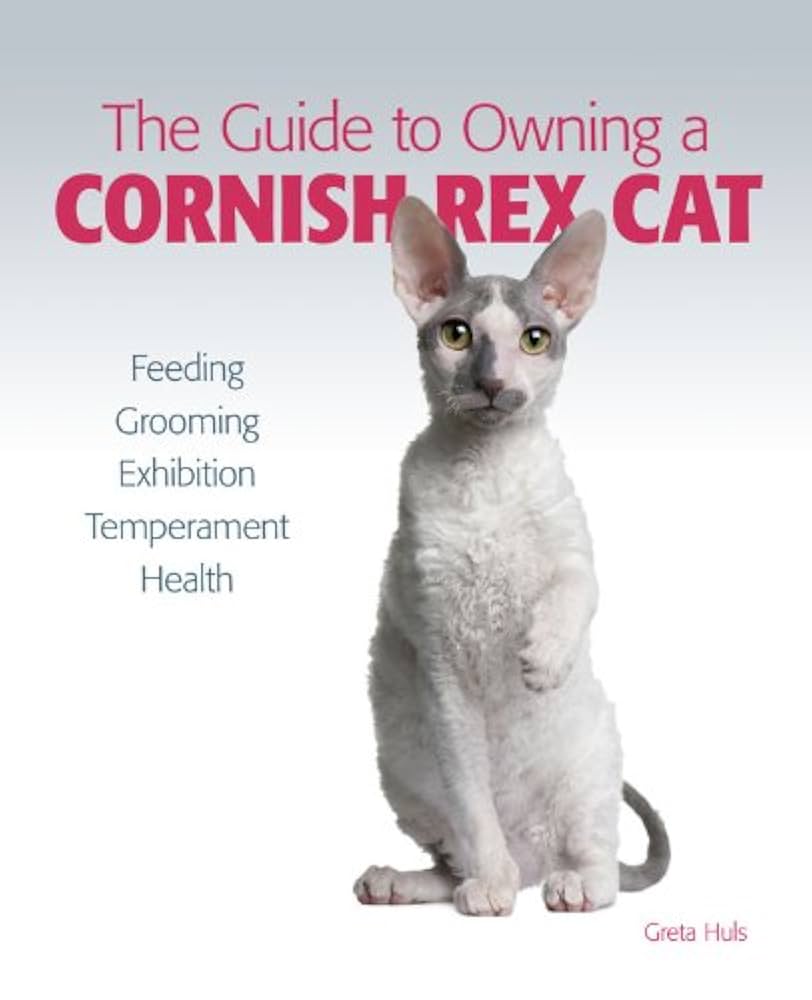 The Guide to Owning a
CORNISH REX CAT
Feeding
Grooming
Exhibition
Temperament
Health
Greta Huls